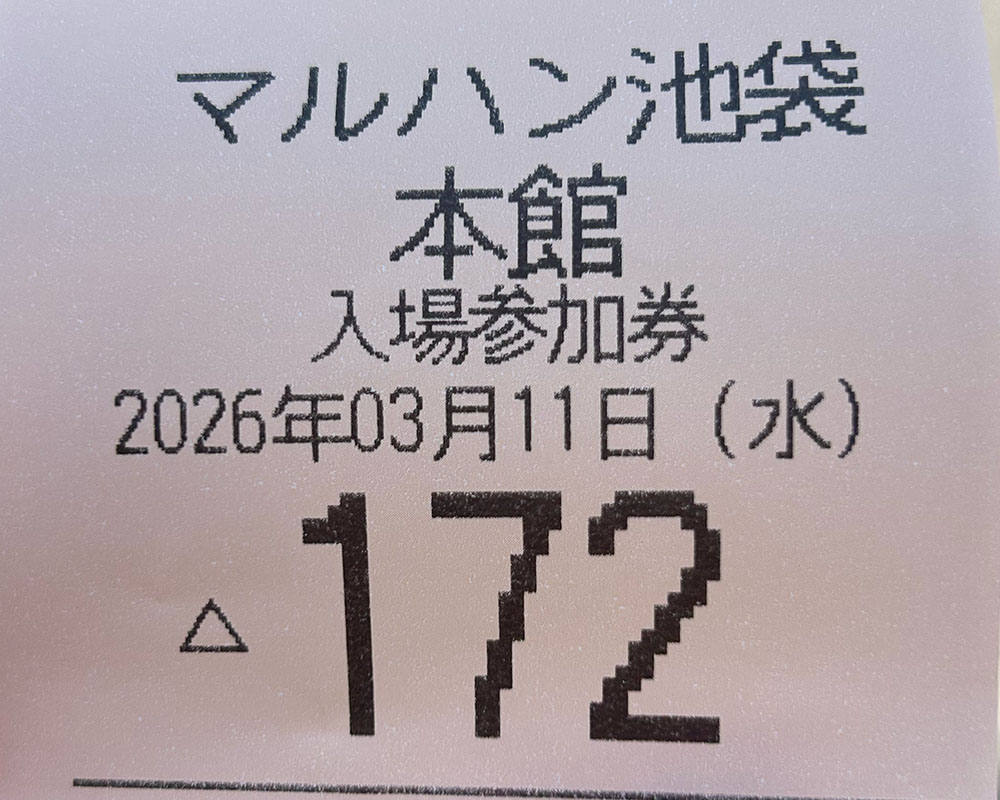 マルハン池袋
本館
入場参加券
2026年03月11日（水）
△172